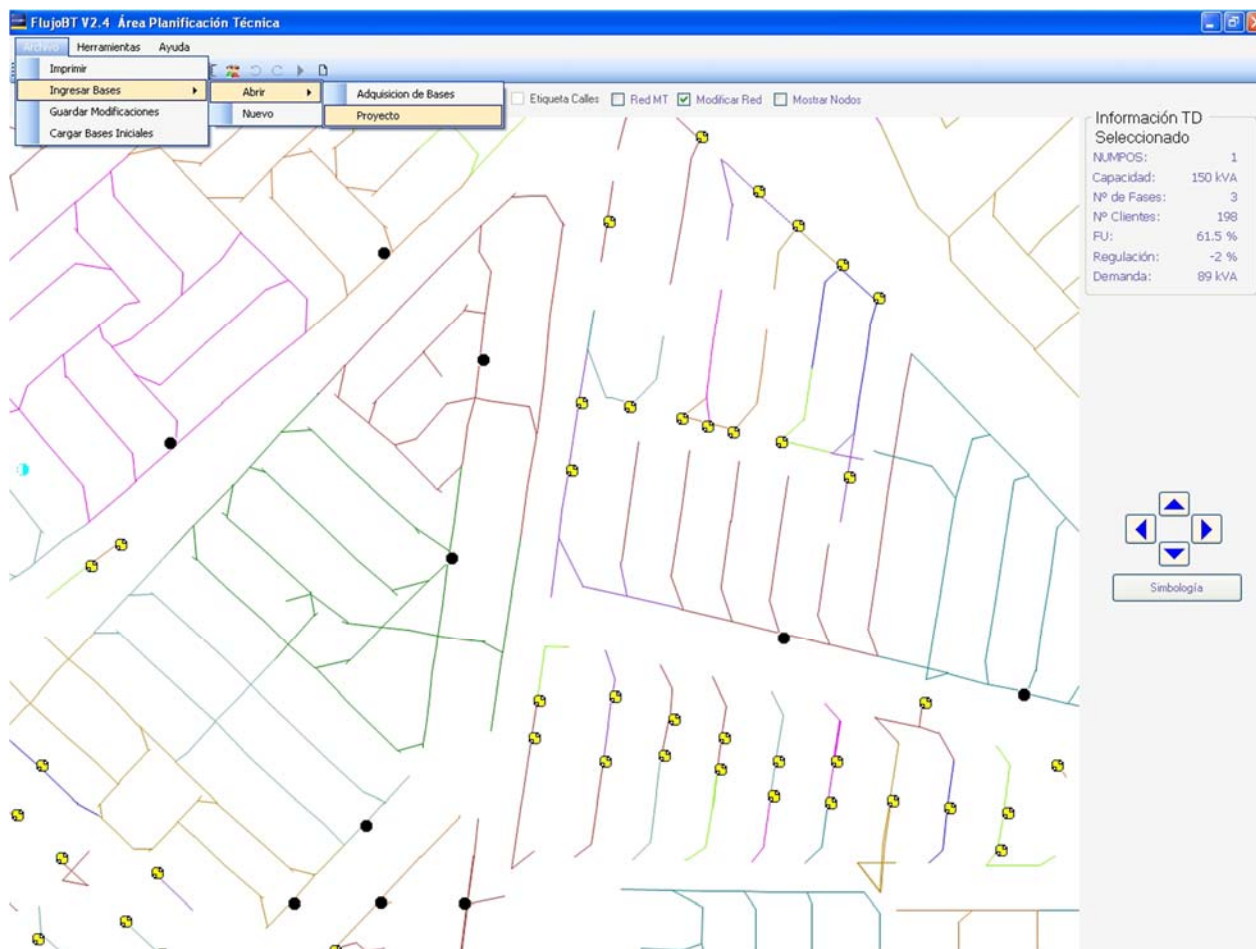 FlujoBT V2.4 Área Planificación Técnica
Archivo Herramientas Ayuda
Imprimir
Ingresar Bases
Guardar Modificaciones
Cargar Bases Iniciales
Abrir
Nuevo
Adquisicion de Bases
Proyecto
Etiqueta Calles Red MT Modificar Red Mostrar Nodos
Información TD
Seleccionado
NUMPOS: 1
Capacidad: 150 kVA
Nº de Fases: 3
Nº Clientes: 198
FU: 61.5 %
Regulación: -2 %
Demanda: 89 kVA
Simbología